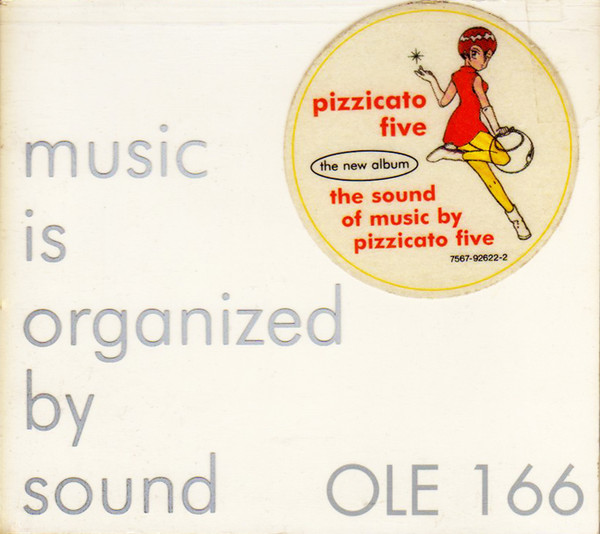 pizzicato
five
the new album
the sound
of music by
pizzicato five
7567-92622-2
music
is
organized
by
sound
OLE 166